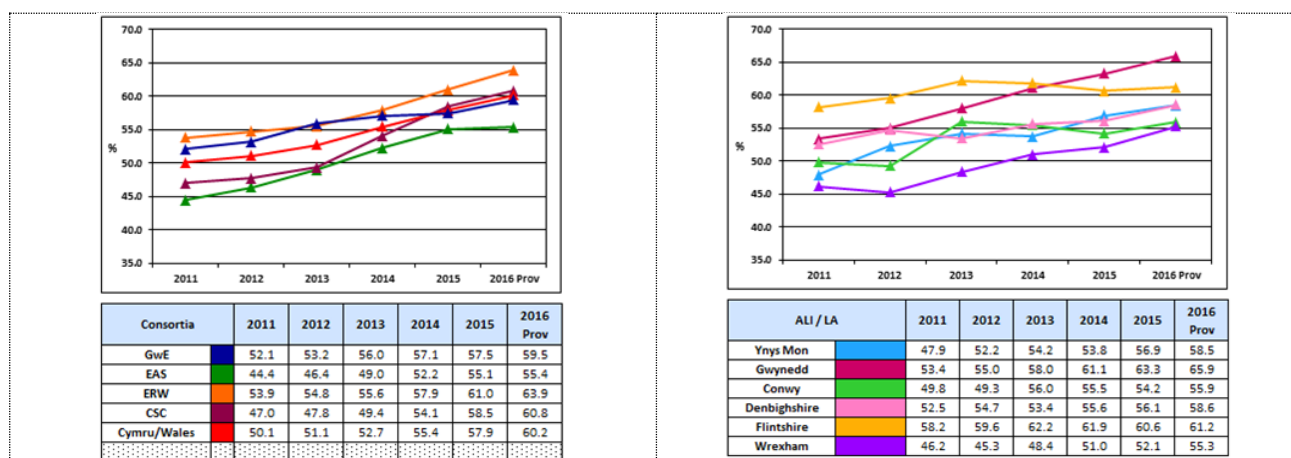 70.0
65.0
60.0
55.0
%
50.0
45.0
40.0
35.0
2011 2012 2013 2014 2015 2016 Prov
Consortia 2011 2012 2013 2014 2015 2016 Prov
GwE 52.1 53.2 56.0 57.1 57.5 59.5
EAS 44.4 46.4 49.0 52.2 55.1 55.4
ERW 53.9 54.8 55.6 57.9 61.0 63.9
CSC 47.0 47.8 49.4 54.1 58.5 60.8
Cymru/Wales 50.1 51.1 52.7 55.4 57.9 60.2
70.0
65.0
60.0
55.0
%
50.0
45.0
40.0
35.0
2011 2012 2013 2014 2015 2016 Prov
ALI / LA 2011 2012 2013 2014 2015 2016 Prov
Ynys Mon 47.9 52.2 54.2 53.8 56.9 58.5
Gwynedd 53.4 55.0 58.0 61.1 63.3 65.9
Conwy 49.8 49.3 56.0 55.5 54.2 55.9
Denbighshire 52.5 54.7 53.4 55.6 56.1 58.6
Flintshire 58.2 59.6 62.2 61.9 60.6 61.2
Wrexham 46.2 45.3 48.4 51.0 52.1 55.3